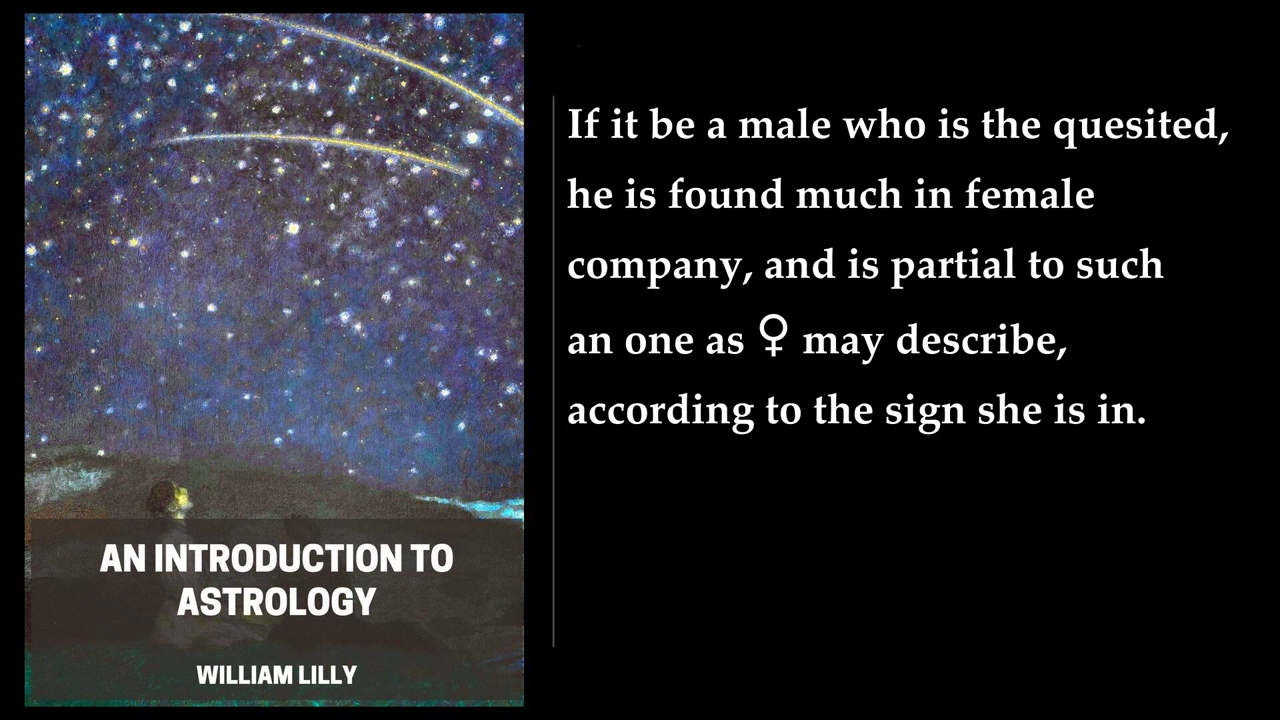 If it be a male who is the quesited,
he is found much in female
company, and is partial to such
an one as ♀ may describe,
according to the sign she is in.
AN INTRODUCTION TO
ASTROLOGY
WILLIAM LILLY